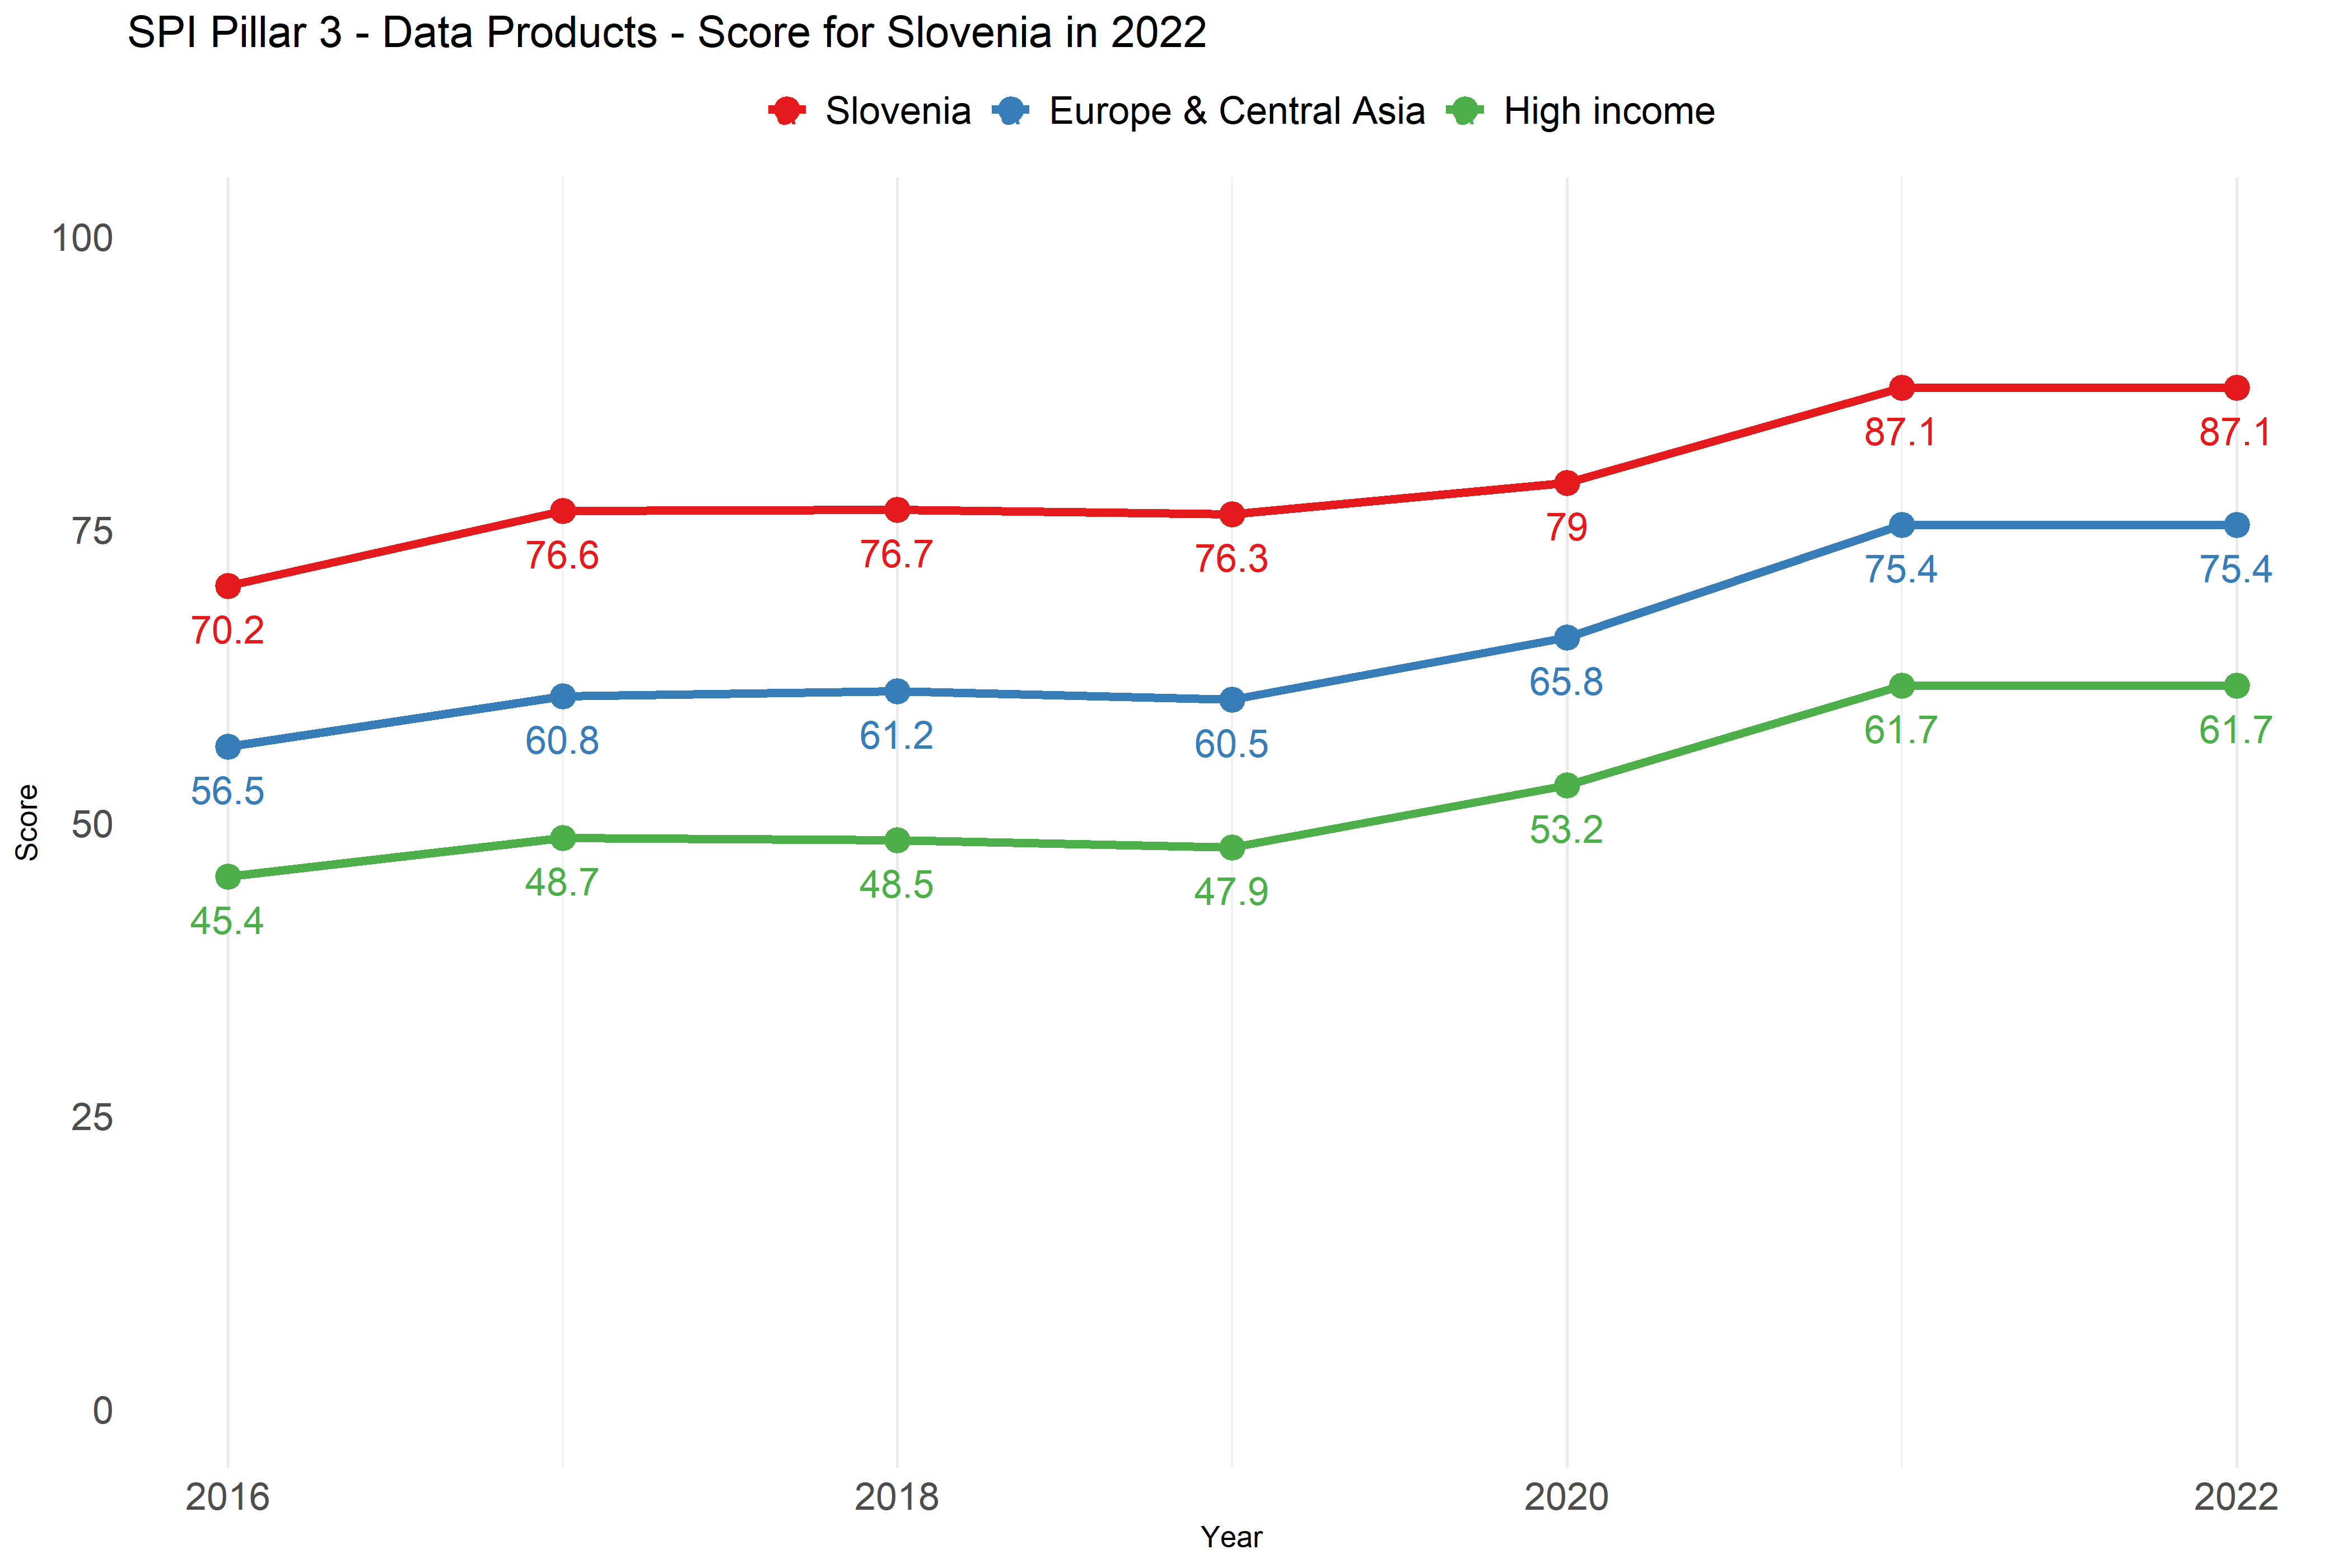 SPI Pillar 3 - Data Products - Score for Slovenia in 2022
Slovenia Europe & Central Asia High income
100
75
50
25
0
Score
87.1 87.1
76.6 76.7 76.3 79
70.2
75.4 75.4
65.8
60.8 61.2 60.5
56.5
61.7 61.7
53.2
48.7 48.5 47.9
45.4
2016 2018 2020 2022
Year